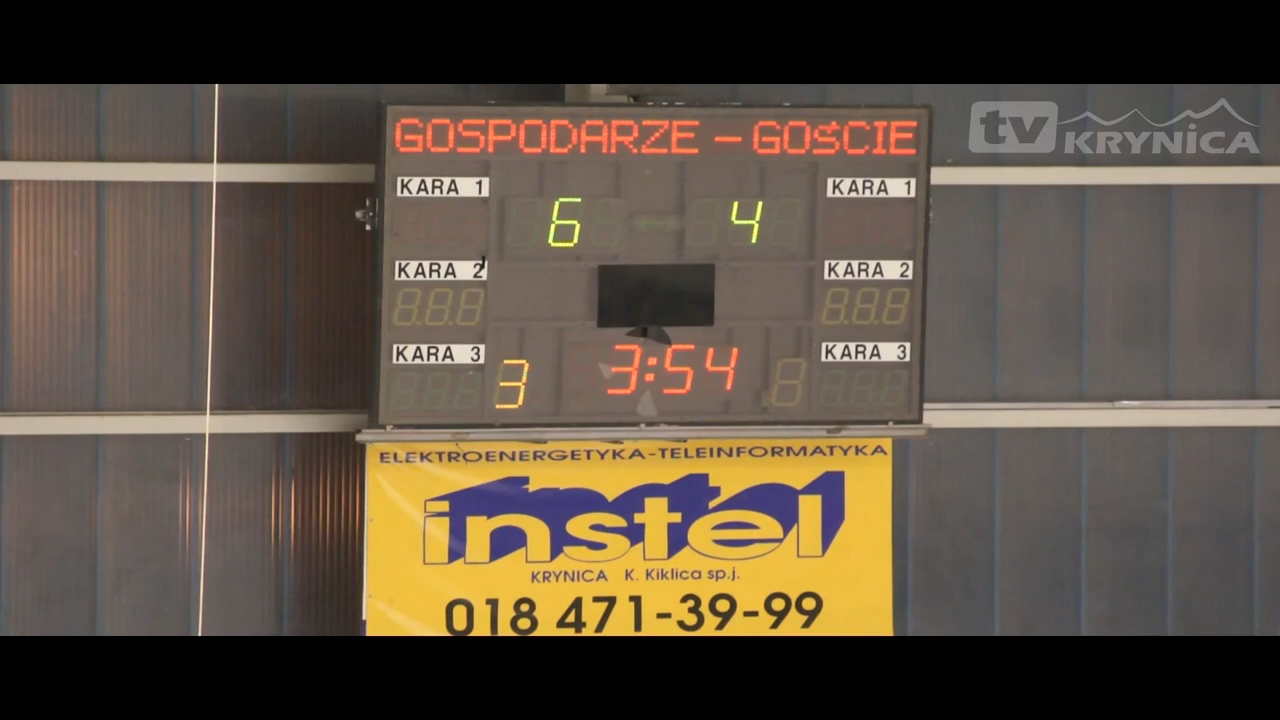 tv KRYNICA
GOSPODARZE – GOŚCIE
KARA 1 KARA 1
6 4
KARA 2 KARA 2
KARA 3 KARA 3
3 3:54
ELEKTROENERGETYKA-TELEINFORMATYKA
instel
KRYNICA K. Kiklica sp.j.
018 471-39-99